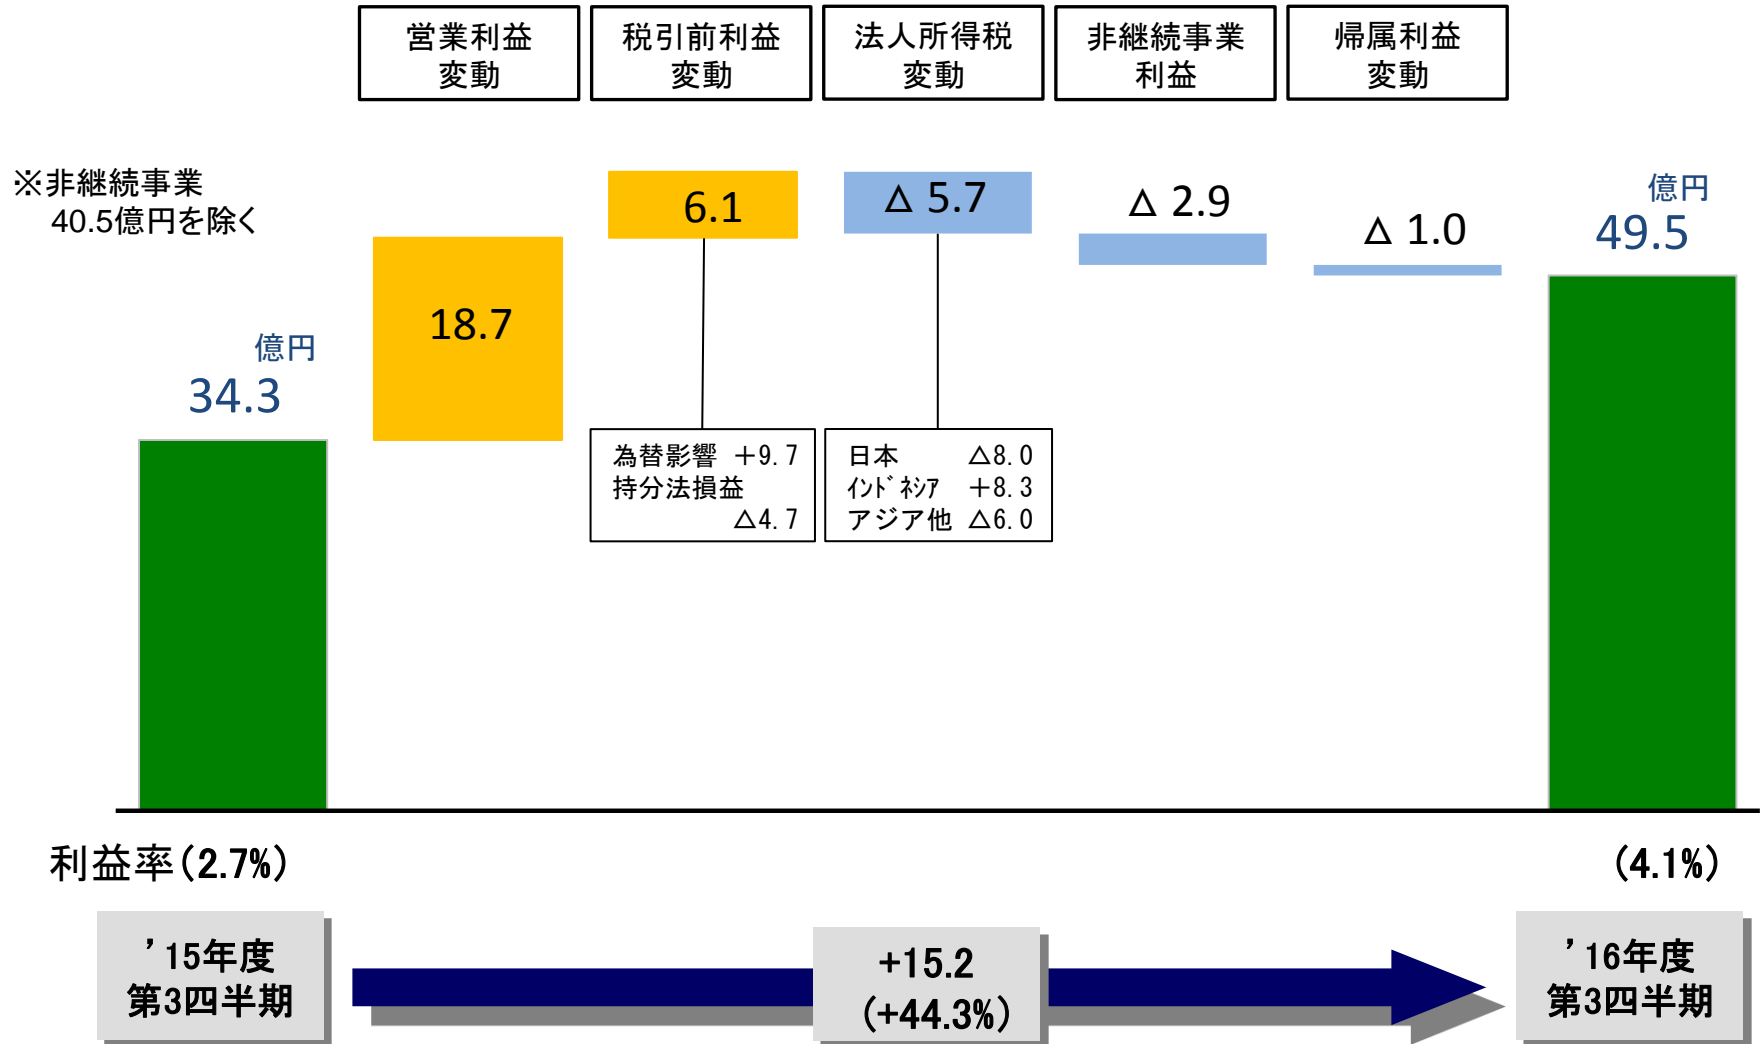 営業利益
変動
税引前利益
変動
法人所得税
変動
非継続事業
利益
帰属利益
変動
※非継続事業
40.5億円を除く
億円
34.3
18.7
6.1
△ 5.7
△ 2.9
△ 1.0
億円
49.5
為替影響 +9.7
持分法損益
△4.7
日本 △8.0
インドネシア +8.3
アジア他 △6.0
利益率(2.7%)
(4.1%)
’15年度
第3四半期
+15.2
(+44.3%)
’16年度
第3四半期